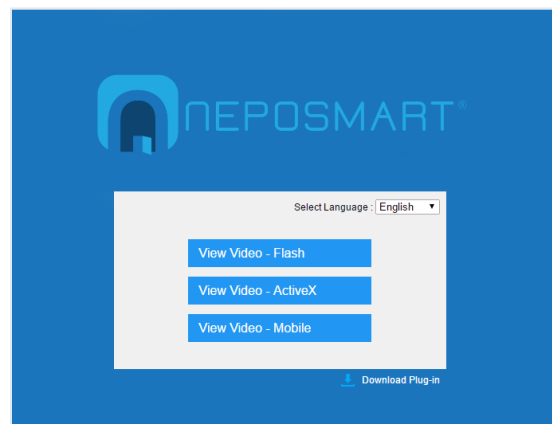 NEPOSMART®
Select Language : English
View Video - Flash
View Video - ActiveX
View Video - Mobile
Download Plug-in